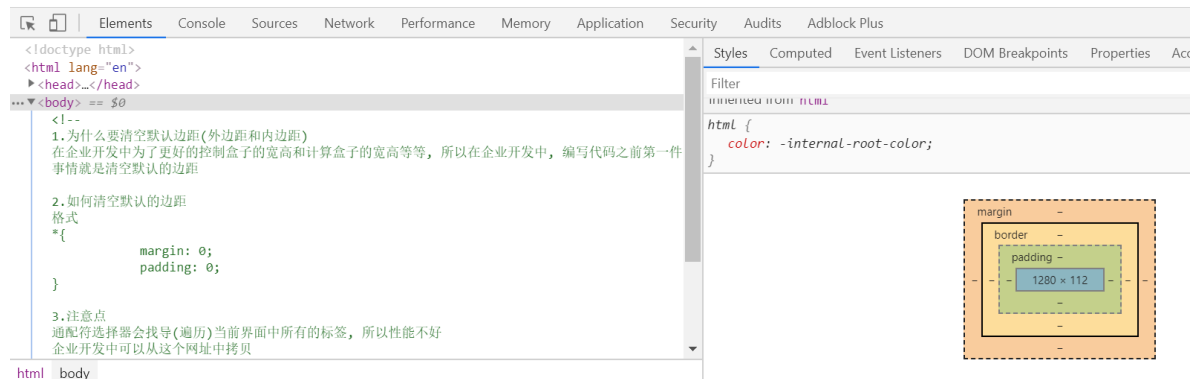 Elements Console Sources Network Performance Memory Application Security Audits Adblock Plus
<!doctype html>
<html lang="en">
<head>…</head>
<body> == $0
<!--
1.为什么要清空默认边距(外边距和内边距)
在企业开发中为了更好的控制盒子的宽高和计算盒子的宽高等等, 所以在企业开发中, 编写代码之前第一件
事情就是清空默认的边距
2.如何清空默认的边距
格式
*{
margin: 0;
padding: 0;
}
3.注意点
通配符选择器会找导(遍历)当前界面中所有的标签, 所以性能不好
企业开发中可以从这个网址中拷贝
html body
Styles Computed Event Listeners DOM Breakpoints Properties Acc
Filter
Inherited from html
html {
color: -internal-root-color;
}
margin -
border -
padding -
- - - 1280 × 112 - - -
-
-
-